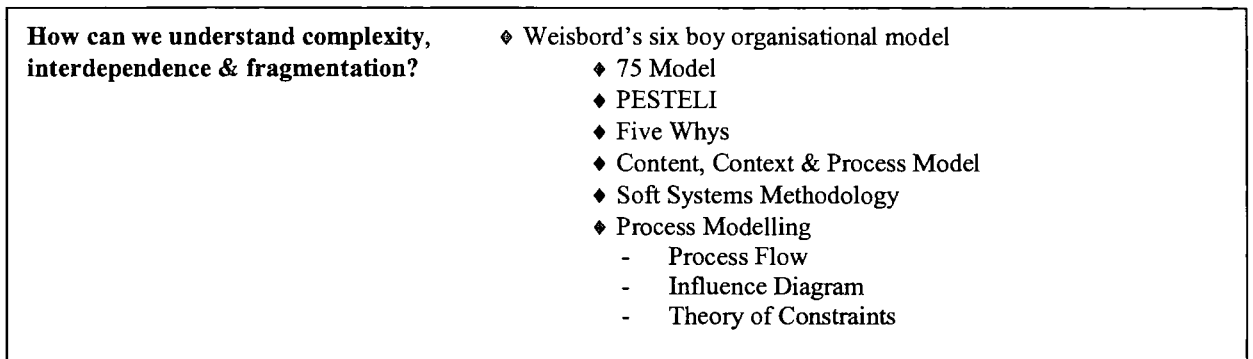 How can we understand complexity,
interdependence & fragmentation?
◆ Weisbord's six boy organisational model
◆ 75 Model
◆ PESTELI
◆ Five Whys
◆ Content, Context & Process Model
◆ Soft Systems Methodology
◆ Process Modelling
- Process Flow
- Influence Diagram
- Theory of Constraints